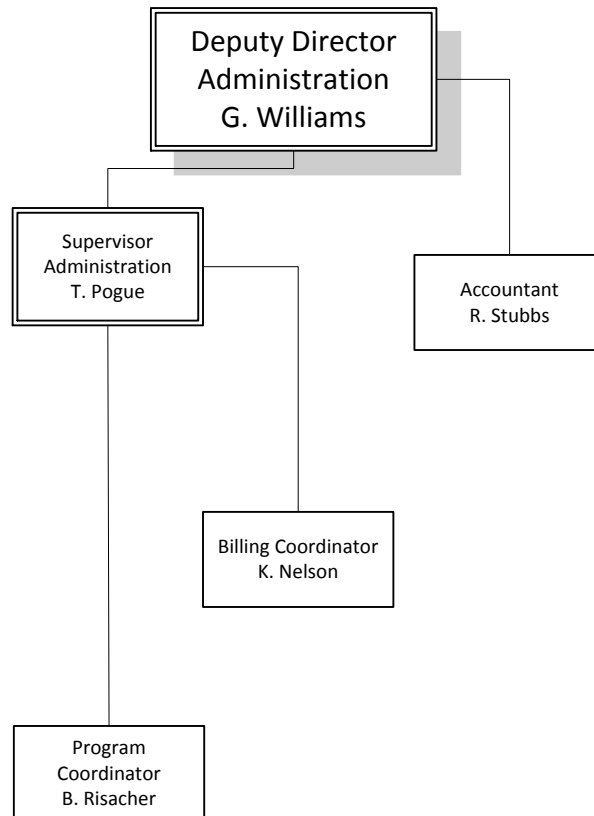 Deputy Director
Administration
G. Williams
Supervisor
Administration
T. Pogue
Accountant
R. Stubbs
Billing Coordinator
K. Nelson
Program
Coordinator
B. Risacher